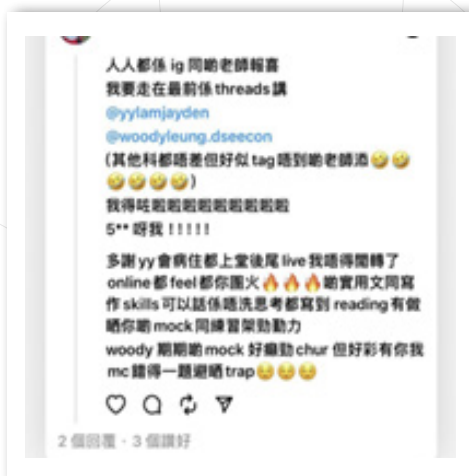 人人都係 ig 同啲老師報喜
我要走在最前係 threads 講
@yylamjayden
@woodyleung.dseecon
(其他科都唔差但好似 tag 唔到啲老師添🤣🤣
🤣🤣🤣🤣)
我得咗啦啦啦啦啦啦啦啦啦
5** 呀我 !!!!!
多謝 yy 會病住都上堂後尾 live 我唔得閒轉了
online 都 feel 都你團火🔥🔥🔥啲實用文同寫
作 skills 可以話係唔洗思考都寫到 reading 有做
晒你啲 mock 同練習架勁動力
woody 期期啲 mock 好癲勁 chur 但好彩有你我
mc 錯得一題避晒 trap😔😔😔
2 個回覆 · 3 個讚好